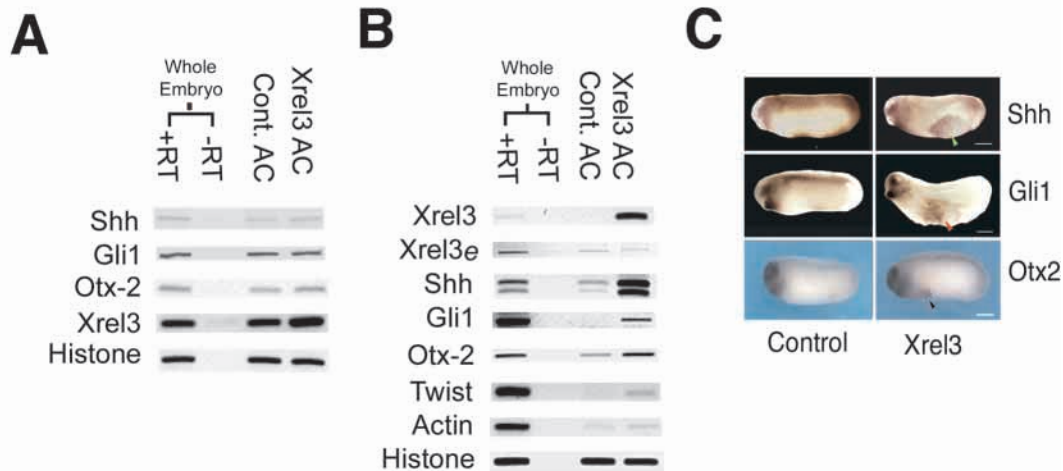 A
Whole
Embryo
+RT
-RT
Cont. AC
Xrel3 AC
Shh
Gli1
Otx-2
Xrel3
Histone
B
Whole
Embryo
+RT
-RT
Cont. AC
Xrel3 AC
Xrel3
Xrel3e
Shh
Gli1
Otx-2
Twist
Actin
Histone
C
Shh
Gli1
Otx2
Control
Xrel3